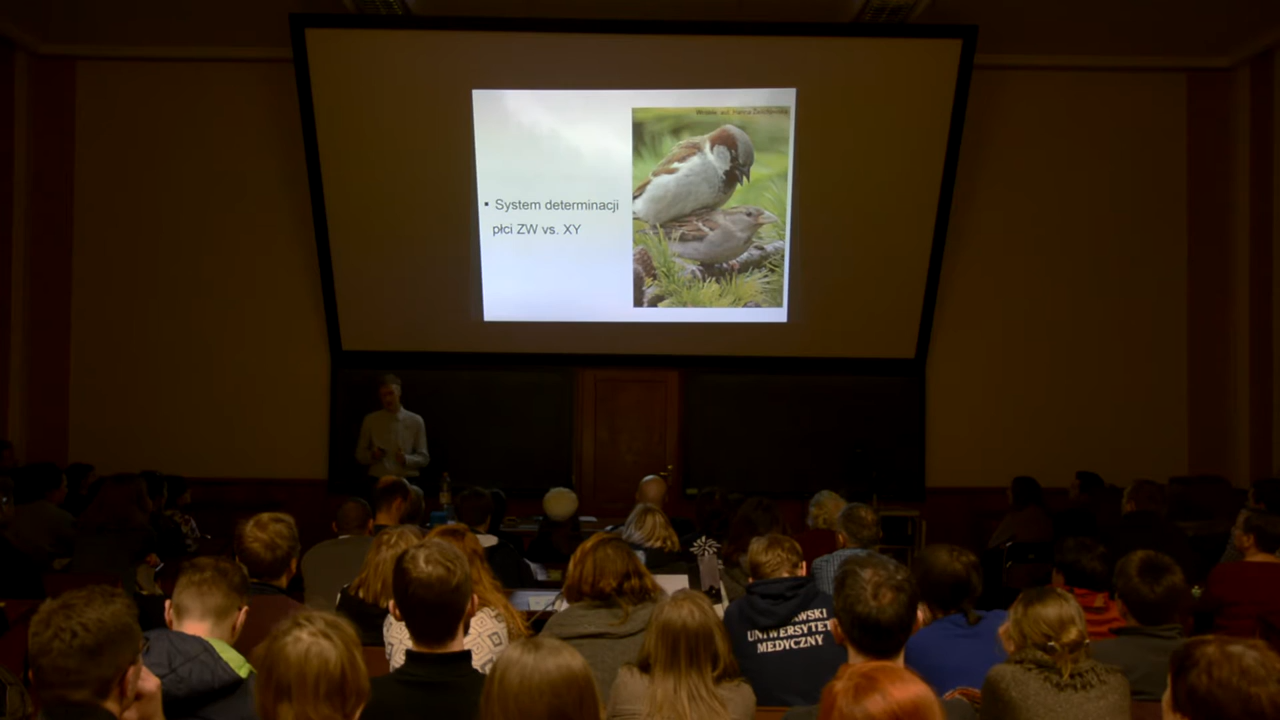 ▪ System determinacji
płci ZW vs. XY
UNIWERSYTET
MEDYCZNY